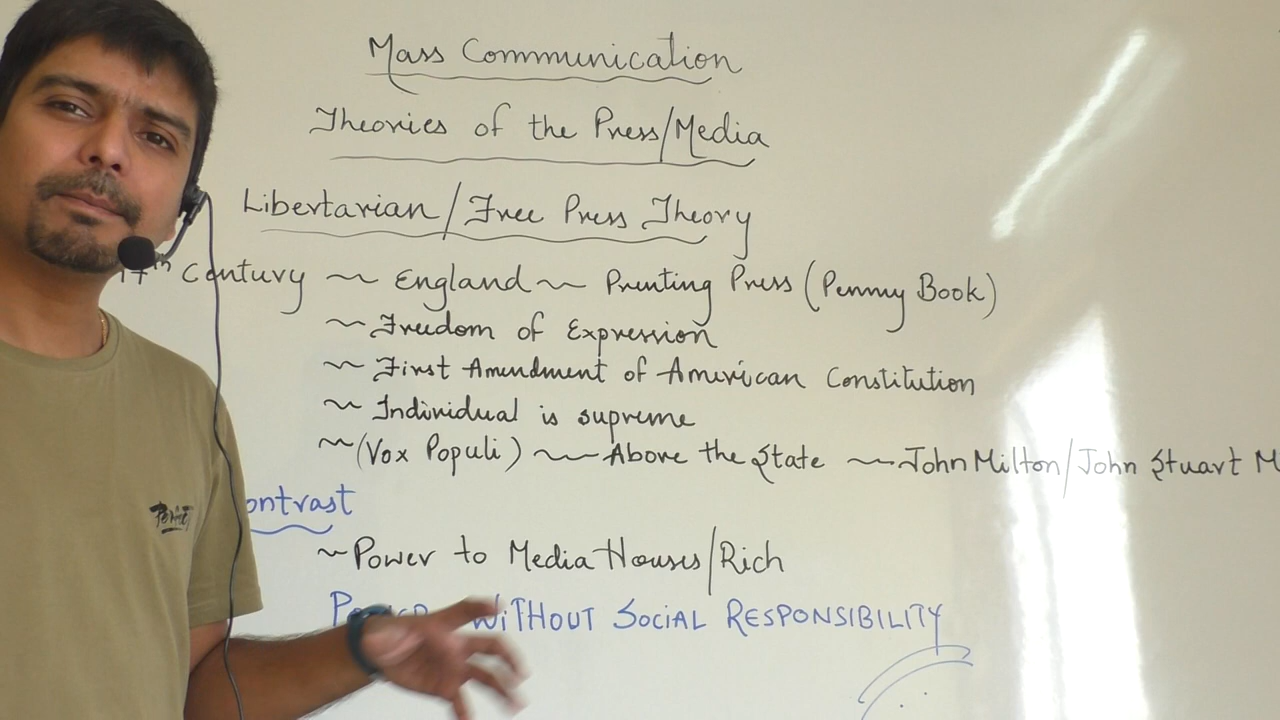 Mass Communication
Theories of the Press/Media
Libertarian/Free Press Theory
17th Century ~ England ~ Printing Press (Penny Book)
~ Freedom of Expression
~ First Amendment of American Constitution
~ Individual is supreme
~ (Vox Populi) ~ Above the State ~ John Milton/John Stuart M
ontrast
~ Power to Media Houses/Rich
WITHOUT SOCIAL RESPONSIBILITY